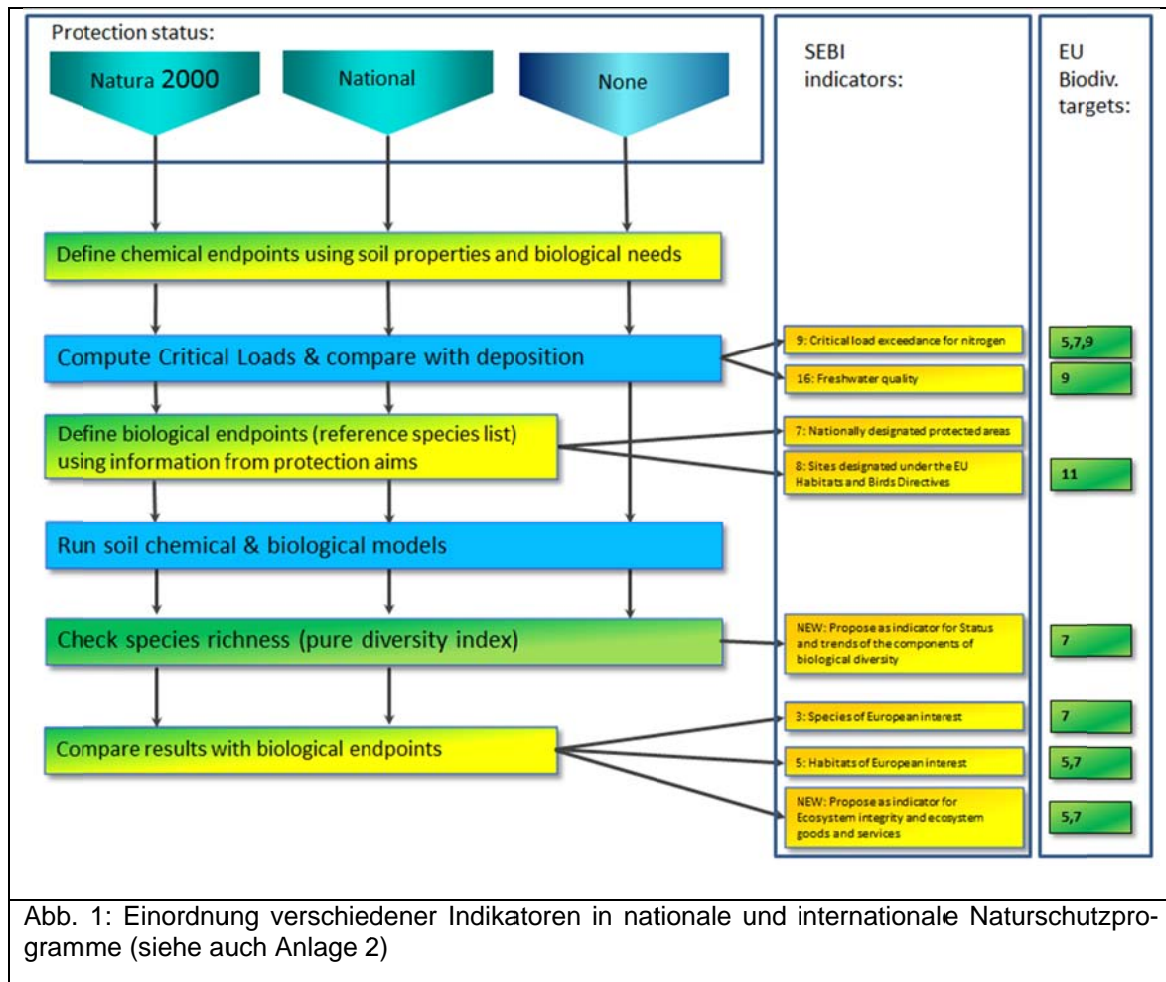 Protection status:
Natura 2000
National
None
SEBI
indicators:
EU
Biodiv.
targets:
Define chemical endpoints using soil properties and biological needs
Compute Critical Loads & compare with deposition
9: Critical load exceedance for nitrogen
5,7,9
16: Freshwater quality
9
Define biological endpoints (reference species list)
using information from protection aims
7: Nationally designated protected areas
8: Sites designated under the EU
Habitats and Birds Directives
11
Run soil chemical & biological models
Check species richness (pure diversity index)
NEW: Propose as indicator for Status
and trends of the components of
biological diversity
7
Compare results with biological endpoints
3: Species of European interest
7
5: Habitats of European interest
5,7
NEW: Propose as indicator for
Ecosystem integrity and ecosystem
goods and services
5,7
Abb. 1: Einordnung verschiedener Indikatoren in nationale und internationale Naturschutzpro-
gramme (siehe auch Anlage 2)